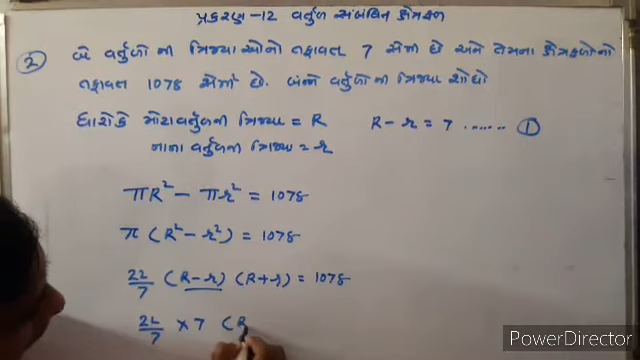 પ્રકરણ-12 વર્તુળ સંબંધિત ક્ષેત્રફળ
② બે વર્તુળો ની ત્રિજ્યાઓનો તફાવત 7 સેમી છે અને તેમના ક્ષેત્રફળોનો
તફાવત 1078 સેમી છે. બંને વર્તુળોની ત્રિજ્યા શોધો
ધારોકે મોટાવર્તુળની ત્રિજ્યા = R R - r = 7 ...... ①
નાના વર્તુળની ત્રિજ્યા = r
πR² - πr² = 1078
π (R² - r²) = 1078
22/7 (R - r) (R + r) = 1078
22/7 × 7 (R
PowerDirector